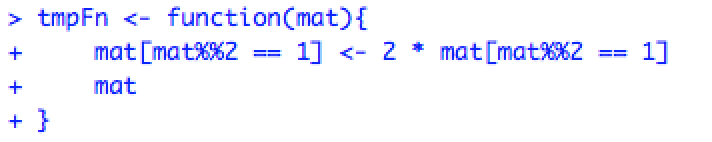 > tmpFn <- function(mat){
+     mat[mat%%2 == 1] <- 2 * mat[mat%%2 == 1]
+     mat
+ }